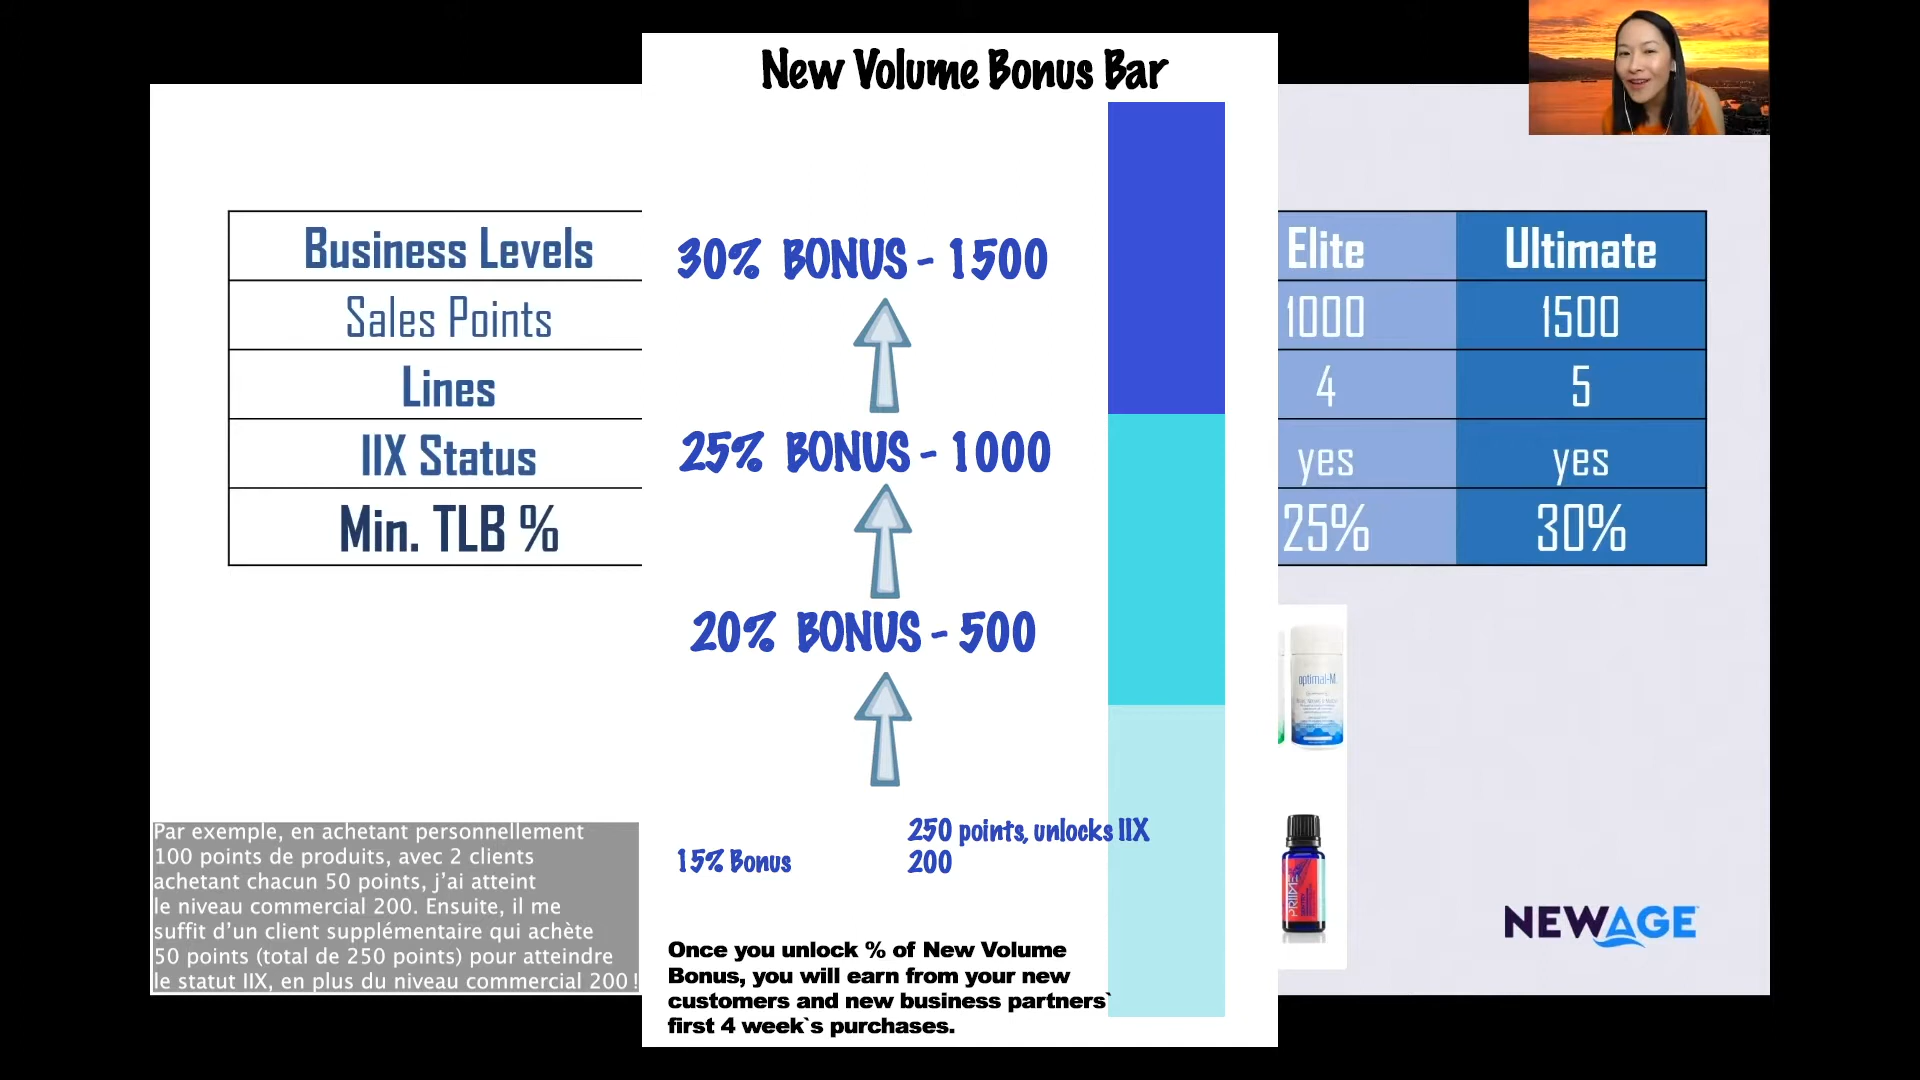 New Volume Bonus Bar
Business Levels
Sales Points
Lines
IIX Status
Min. TLB %
30% BONUS - 1500
25% BONUS - 1000
20% BONUS - 500
250 points, unlocks IIX
15% Bonus 200
Once you unlock % of New Volume
Bonus, you will earn from your new
customers and new business partners`
first 4 week`s purchases.
Elite Ultimate
1000 1500
4 5
yes yes
25% 30%
optimal-M
PRIIME
NEWAGE
Par exemple, en achetant personnellement
100 points de produits, avec 2 clients
achetant chacun 50 points, j’ai atteint
le niveau commercial 200. Ensuite, il me
suffit d’un client supplémentaire qui achète
50 points (total de 250 points) pour atteindre
le statut IIX, en plus du niveau commercial 200 !